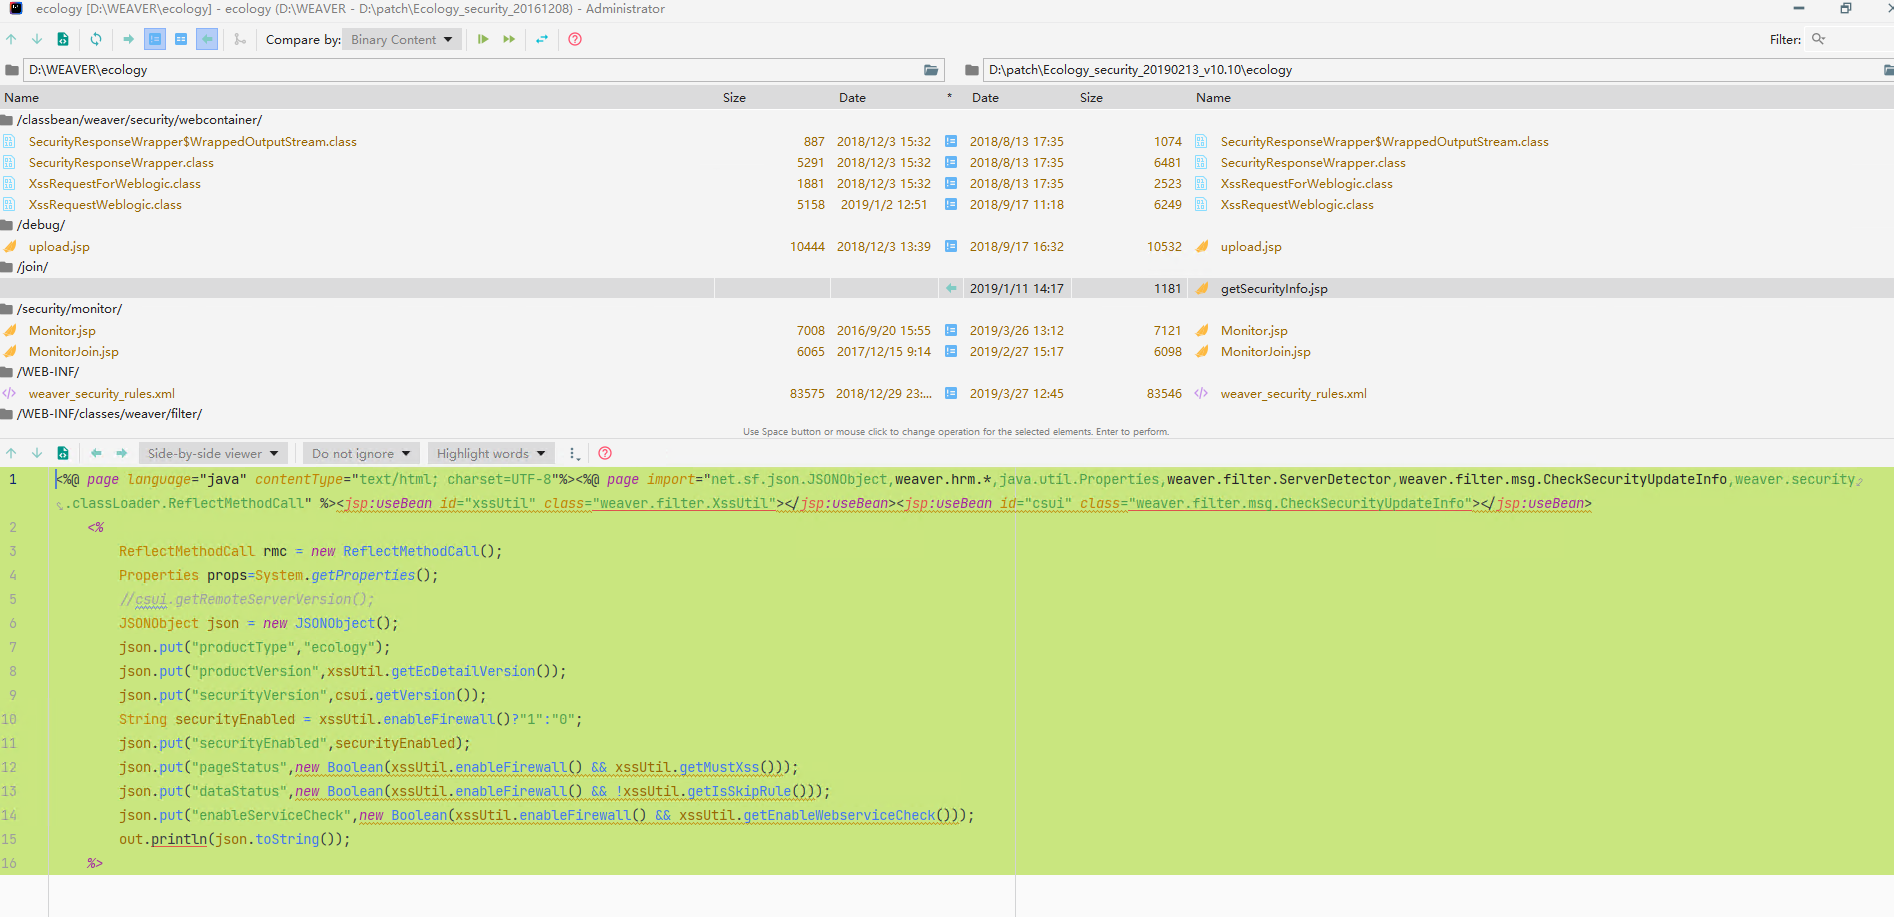 ecology [D:\WEAVER\ecology] - ecology (D:\WEAVER - D:\patch\Ecology_security_20161208) - Administrator
Compare by: Binary Content Filter:
D:\WEAVER\ecology D:\patch\Ecology_security_20190213_v10.10\ecology
Name Size Date * Date Size Name
/classbean/weaver/security/webcontainer/
SecurityResponseWrapper$WrappedOutputStream.class 887 2018/12/3 15:32 2018/8/13 17:35 1074 SecurityResponseWrapper$WrappedOutputStream.class
SecurityResponseWrapper.class 5291 2018/12/3 15:32 2018/8/13 17:35 6481 SecurityResponseWrapper.class
XssRequestForWeblogic.class 1881 2018/12/3 15:32 2018/8/13 17:35 2523 XssRequestForWeblogic.class
XssRequestWeblogic.class 5158 2019/1/2 12:51 2018/9/17 11:18 6249 XssRequestWeblogic.class
/debug/
upload.jsp 10444 2018/12/3 13:39 2018/9/17 16:32 10532 upload.jsp
/join/
2019/1/11 14:17 1181 getSecurityInfo.jsp
/security/monitor/
Monitor.jsp 7008 2016/9/20 15:55 2019/3/26 13:12 7121 Monitor.jsp
MonitorJoin.jsp 6065 2017/12/15 9:14 2019/2/27 15:17 6098 MonitorJoin.jsp
/WEB-INF/
weaver_security_rules.xml 83575 2018/12/29 23:... 2019/3/27 12:45 83546 weaver_security_rules.xml
/WEB-INF/classes/weaver/filter/
Use Space button or mouse click to change operation for the selected elements. Enter to perform.
Side-by-side viewer Do not ignore Highlight words
1 <%@ page language="java" contentType="text/html; charset=UTF-8"%><%@ page import="net.sf.json.JSONObject,weaver.hrm.*,java.util.Properties,weaver.filter.ServerDetector,weaver.filter.msg.CheckSecurityUpdateInfo,weaver.security
.classLoader.ReflectMethodCall" %><jsp:useBean id="xssUtil" class="weaver.filter.XssUtil"></jsp:useBean><jsp:useBean id="csui" class="weaver.filter.msg.CheckSecurityUpdateInfo"></jsp:useBean>
2 <%
3 ReflectMethodCall rmc = new ReflectMethodCall();
4 Properties props=System.getProperties();
5 //csui.getRemoteServerVersion();
6 JSONObject json = new JSONObject();
7 json.put("productType","ecology");
8 json.put("productVersion",xssUtil.getEcDetailVersion());
9 json.put("securityVersion",csui.getVersion());
10 String securityEnabled = xssUtil.enableFirewall()?"1":"0";
11 json.put("securityEnabled",securityEnabled);
12 json.put("pageStatus",new Boolean(xssUtil.enableFirewall() && xssUtil.getMustXss()));
13 json.put("dataStatus",new Boolean(xssUtil.enableFirewall() && !xssUtil.getIsSkipRule()));
14 json.put("enableServiceCheck",new Boolean(xssUtil.enableFirewall() && xssUtil.getEnableWebserviceCheck()));
15 out.println(json.toString());
16 %>